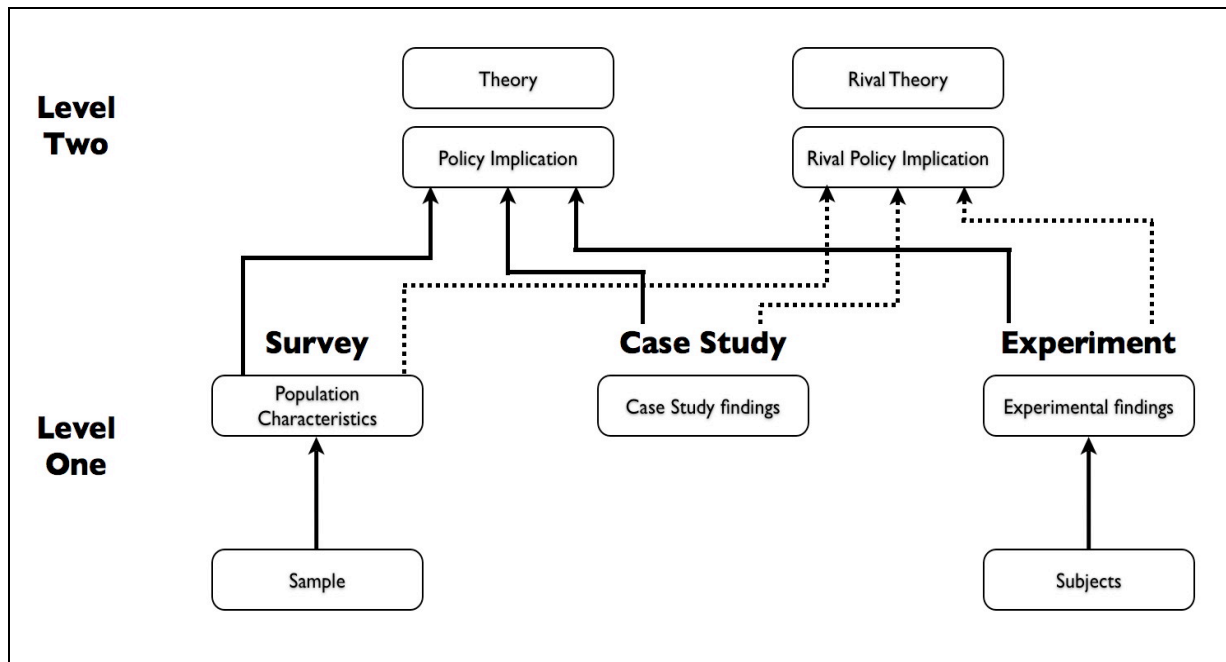 Level
Two
Theory
Rival Theory
Policy Implication
Rival Policy Implication
Survey
Case Study
Experiment
Level
One
Population
Characteristics
Case Study findings
Experimental findings
Sample
Subjects